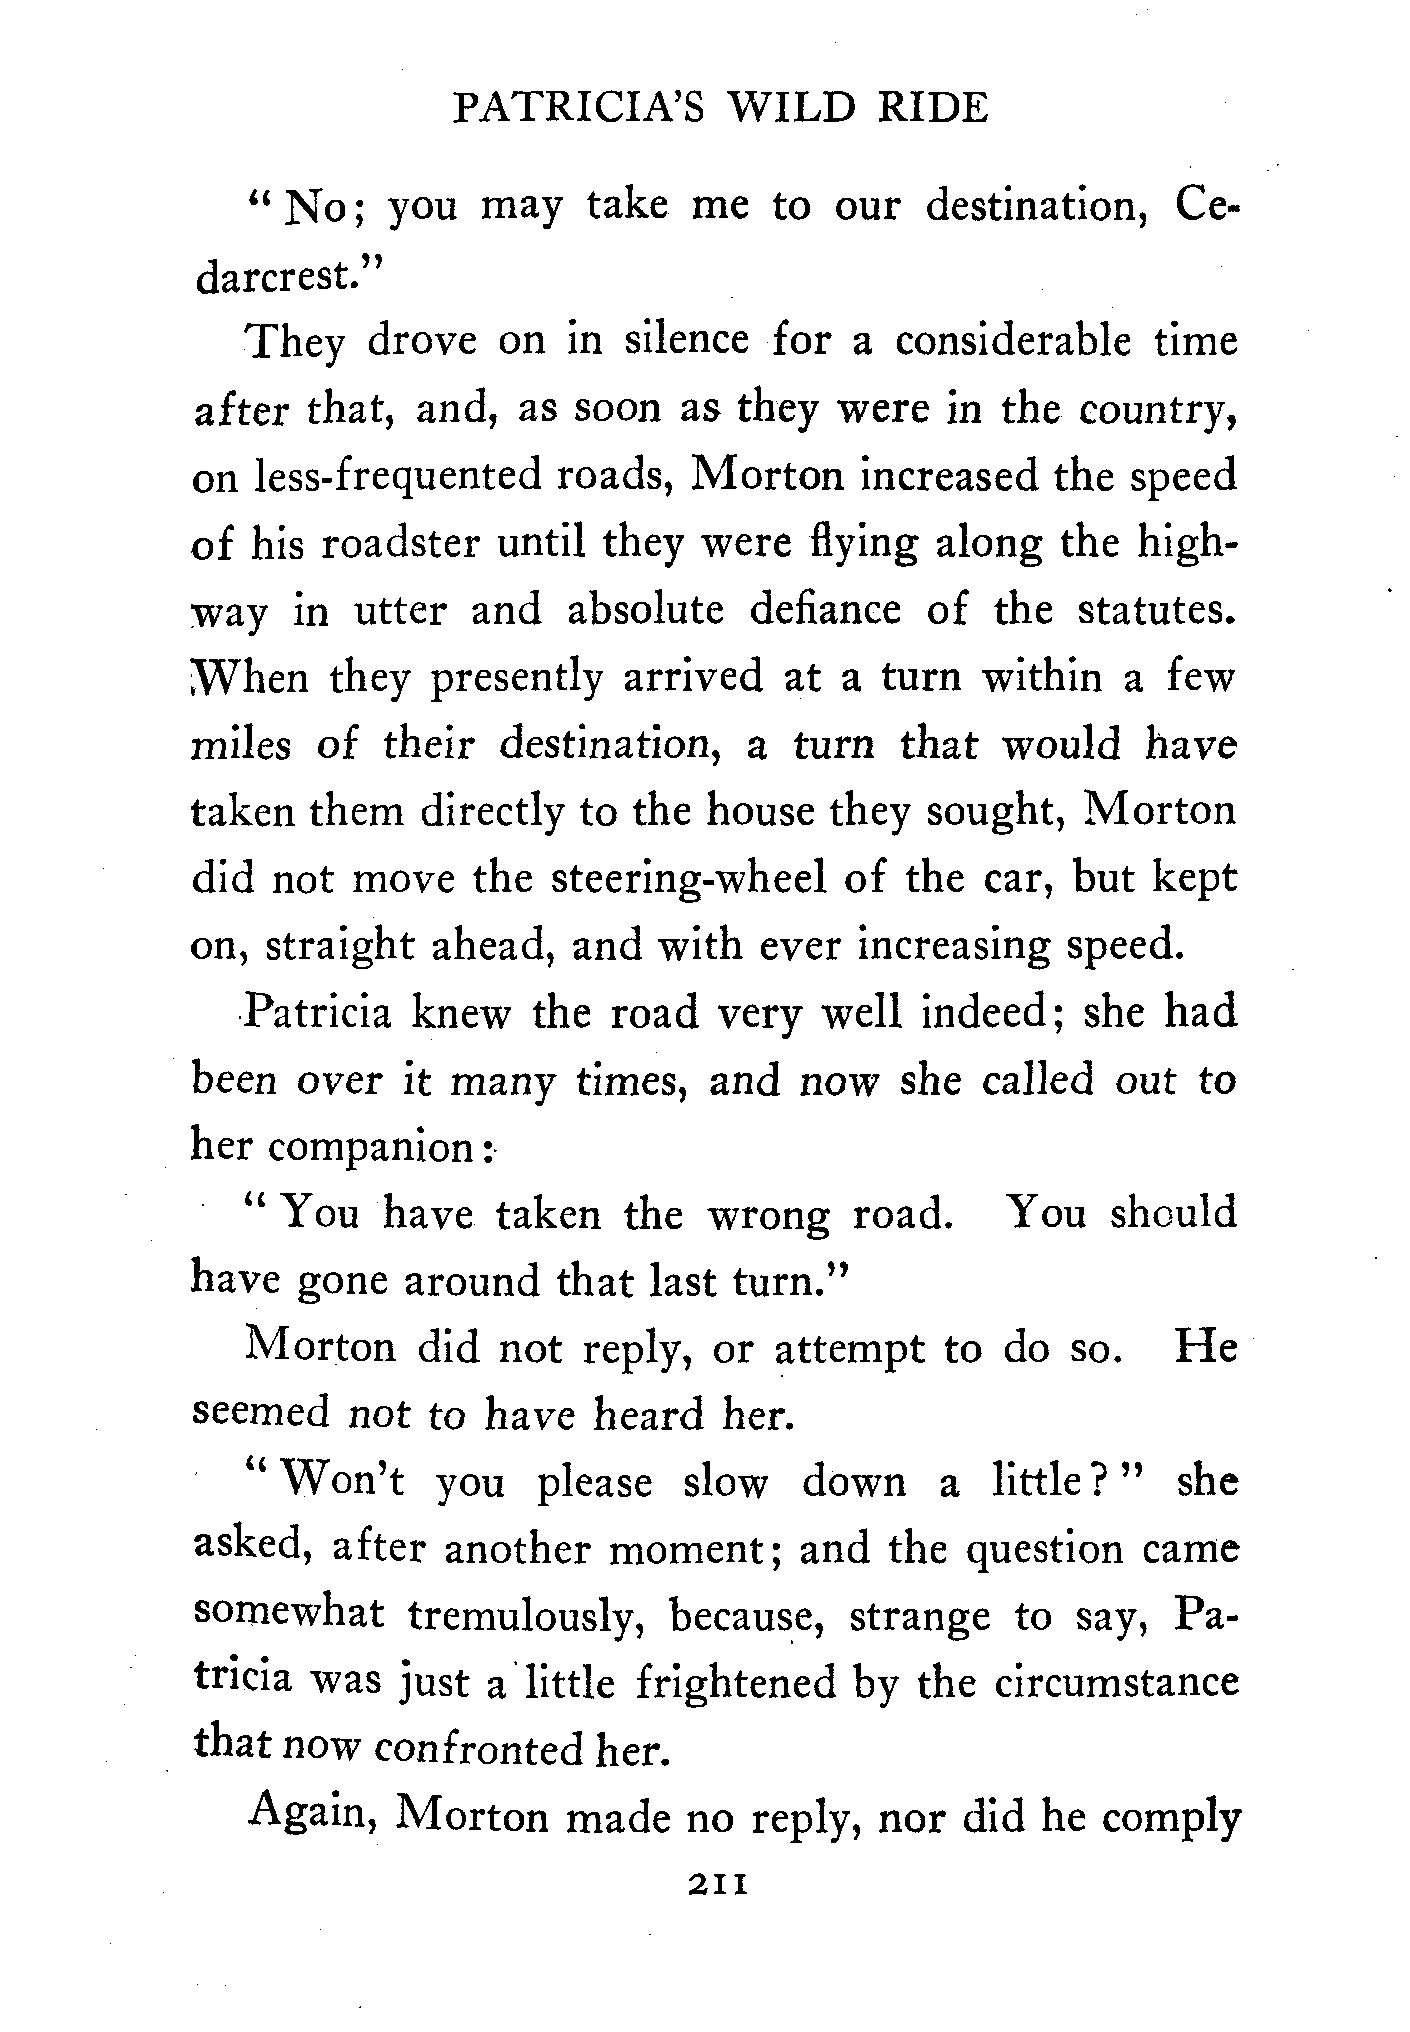 PATRICIA'S WILD RIDE
“ No; you may take me to our destination, Ce-
darcrest.”
They drove on in silence for a considerable time
after that, and, as soon as they were in the country,
on less-frequented roads, Morton increased the speed
of his roadster until they were flying along the high-
way in utter and absolute defiance of the statutes.
When they presently arrived at a turn within a few
miles of their destination, a turn that would have
taken them directly to the house they sought, Morton
did not move the steering-wheel of the car, but kept
on, straight ahead, and with ever increasing speed.
Patricia knew the road very well indeed; she had
been over it many times, and now she called out to
her companion:
“ You have taken the wrong road. You should
have gone around that last turn.”
Morton did not reply, or attempt to do so. He
seemed not to have heard her.
“ Won't you please slow down a little? ” she
asked, after another moment; and the question came
somewhat tremulously, because, strange to say, Pa-
tricia was just a little frightened by the circumstance
that now confronted her.
Again, Morton made no reply, nor did he comply
211